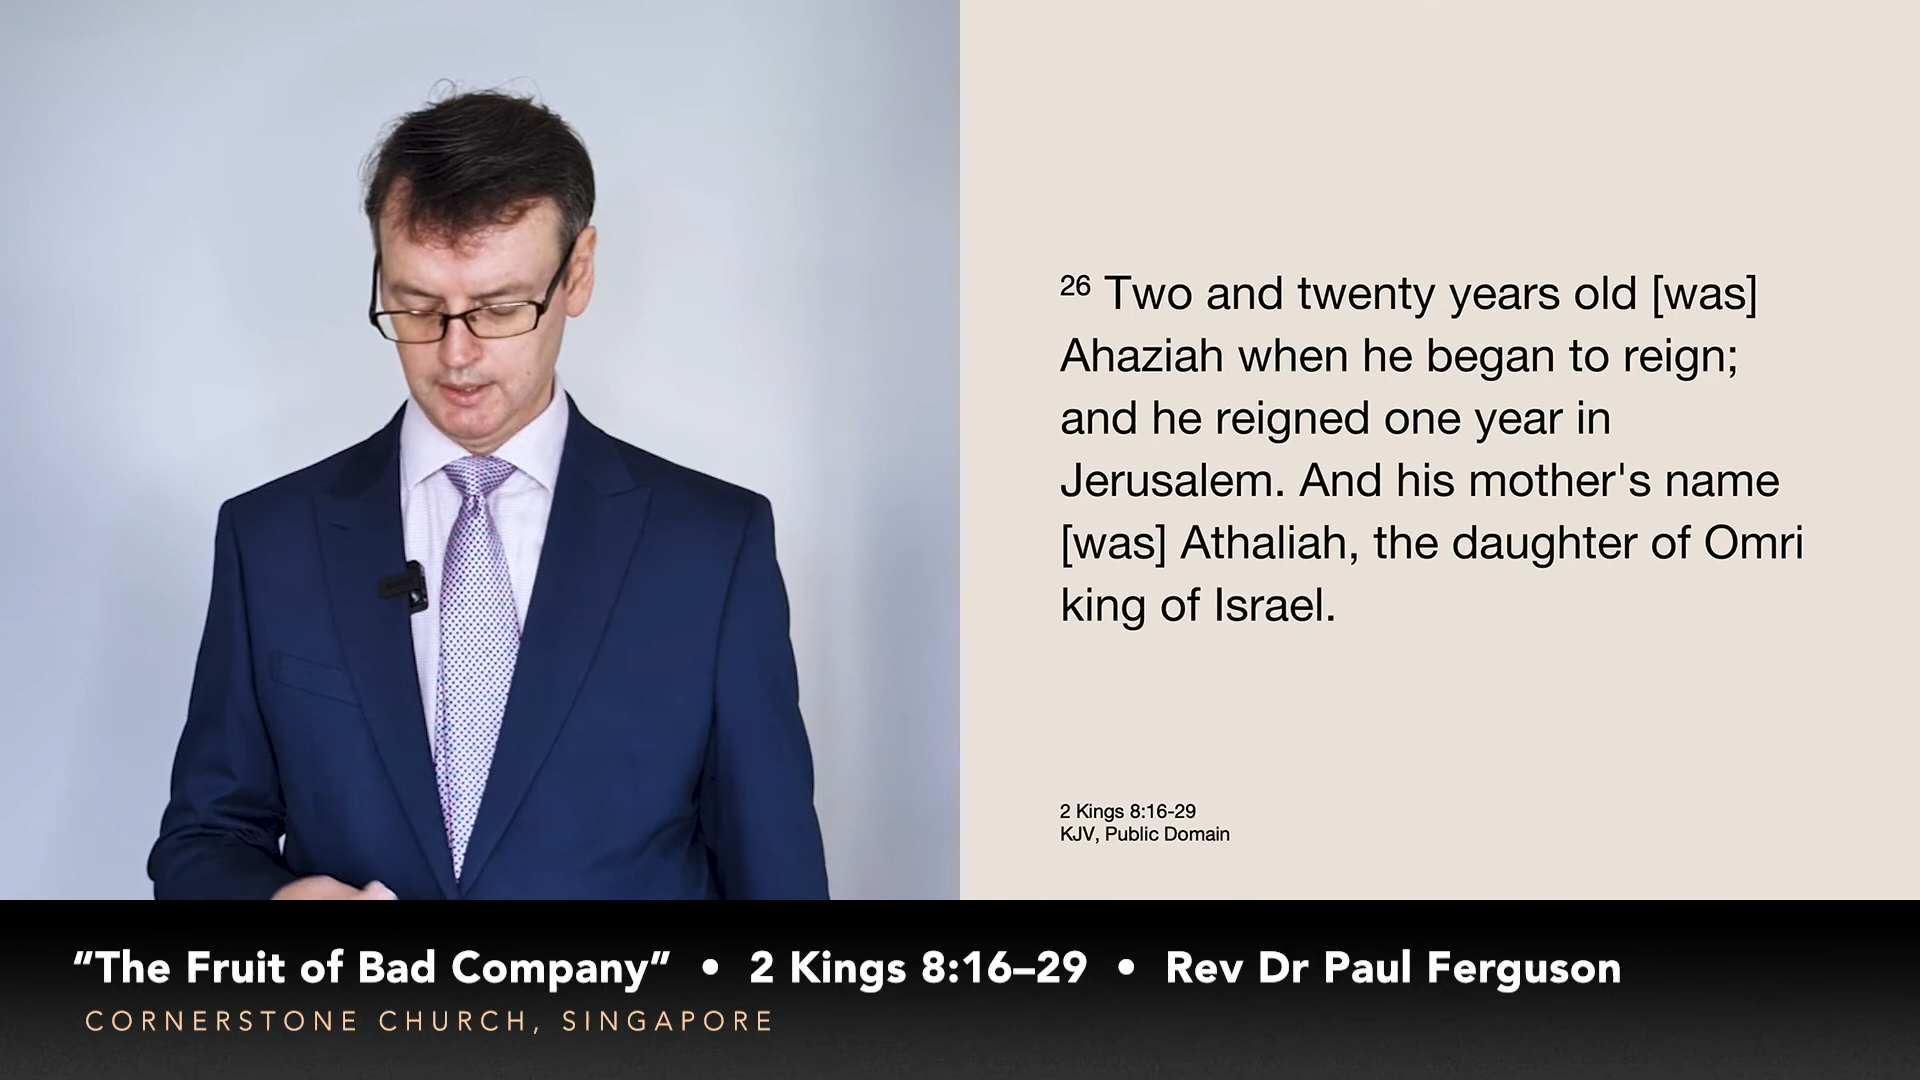 26 Two and twenty years old [was]
Ahaziah when he began to reign;
and he reigned one year in
Jerusalem. And his mother's name
[was] Athaliah, the daughter of Omri
king of Israel.
2 Kings 8:16-29
KJV, Public Domain
“The Fruit of Bad Company” • 2 Kings 8:16–29 • Rev Dr Paul Ferguson
CORNERSTONE CHURCH, SINGAPORE